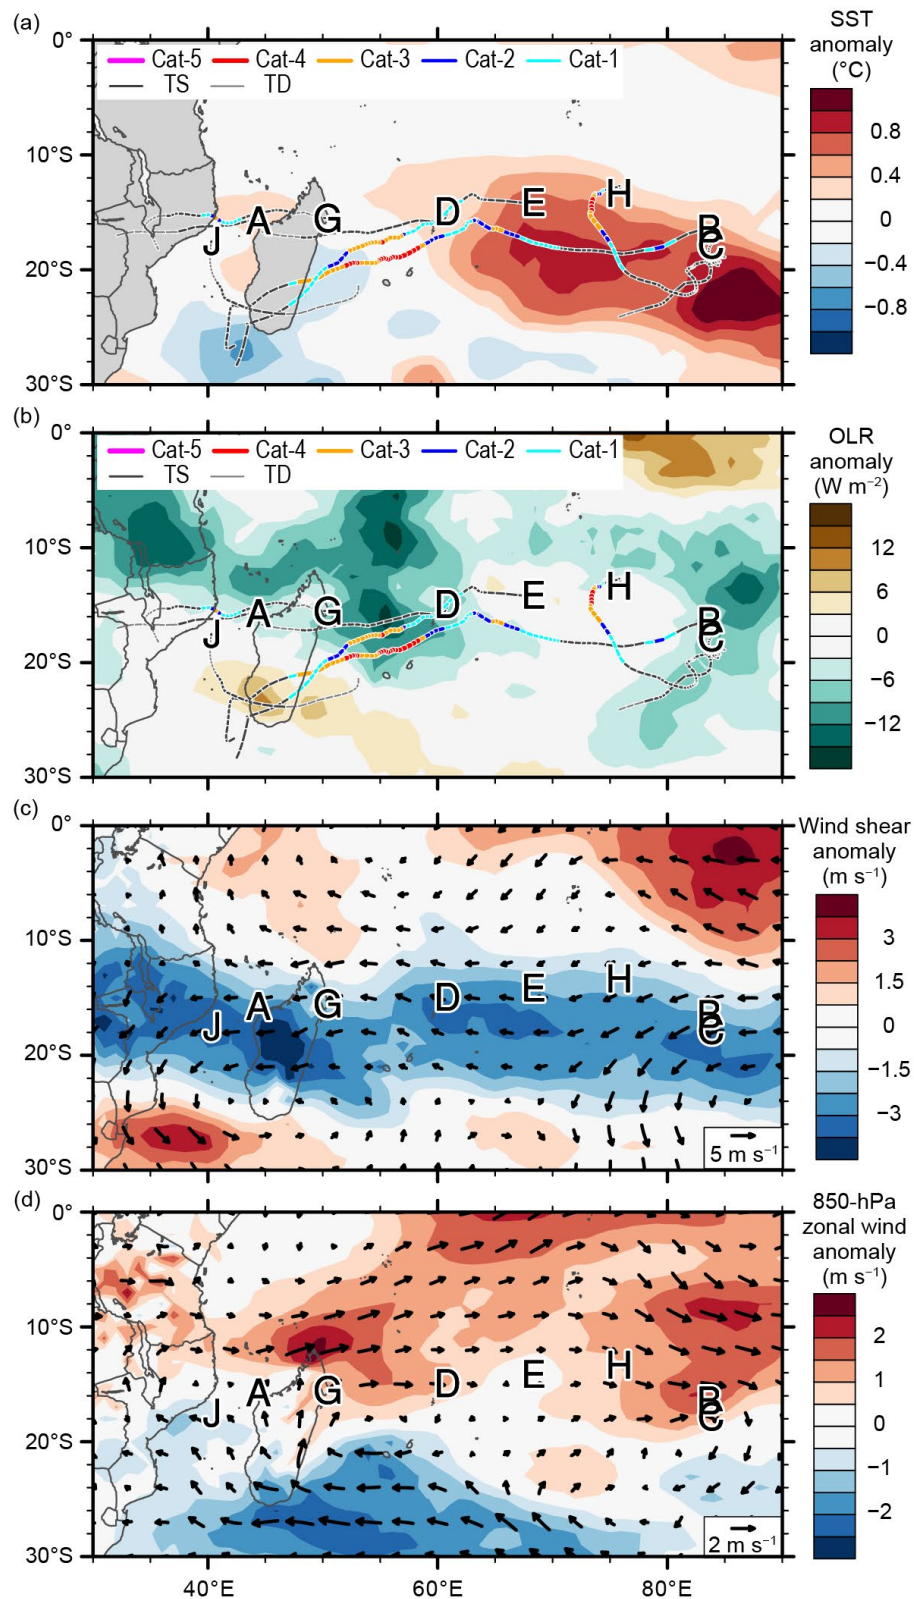 (a)
SST
anomaly
(°C)
0°
Cat-5 Cat-4 Cat-3 Cat-2 Cat-1
TS TD
0.8
10°S
0.4
H
E
D
A G
B
0
J
C
20°S
−0.4
−0.8
30°S
(b)
OLR
anomaly
(W m−2)
0°
Cat-5 Cat-4 Cat-3 Cat-2 Cat-1
TS TD
12
10°S
6
H
E
D
A G
B
0
J
C
20°S
−6
−12
30°S
(c)
Wind shear
anomaly
(m s−1)
0°
3
10°S
1.5
H
E
D
A G
B
0
J
C
20°S
−1.5
−3
5 m s−1
30°S
(d)
850-hPa
zonal wind
anomaly
(m s−1)
0°
2
10°S
1
H
E
D
A G
B
0
J
C
20°S
−1
−2
2 m s−1
30°S
40°E 60°E 80°E